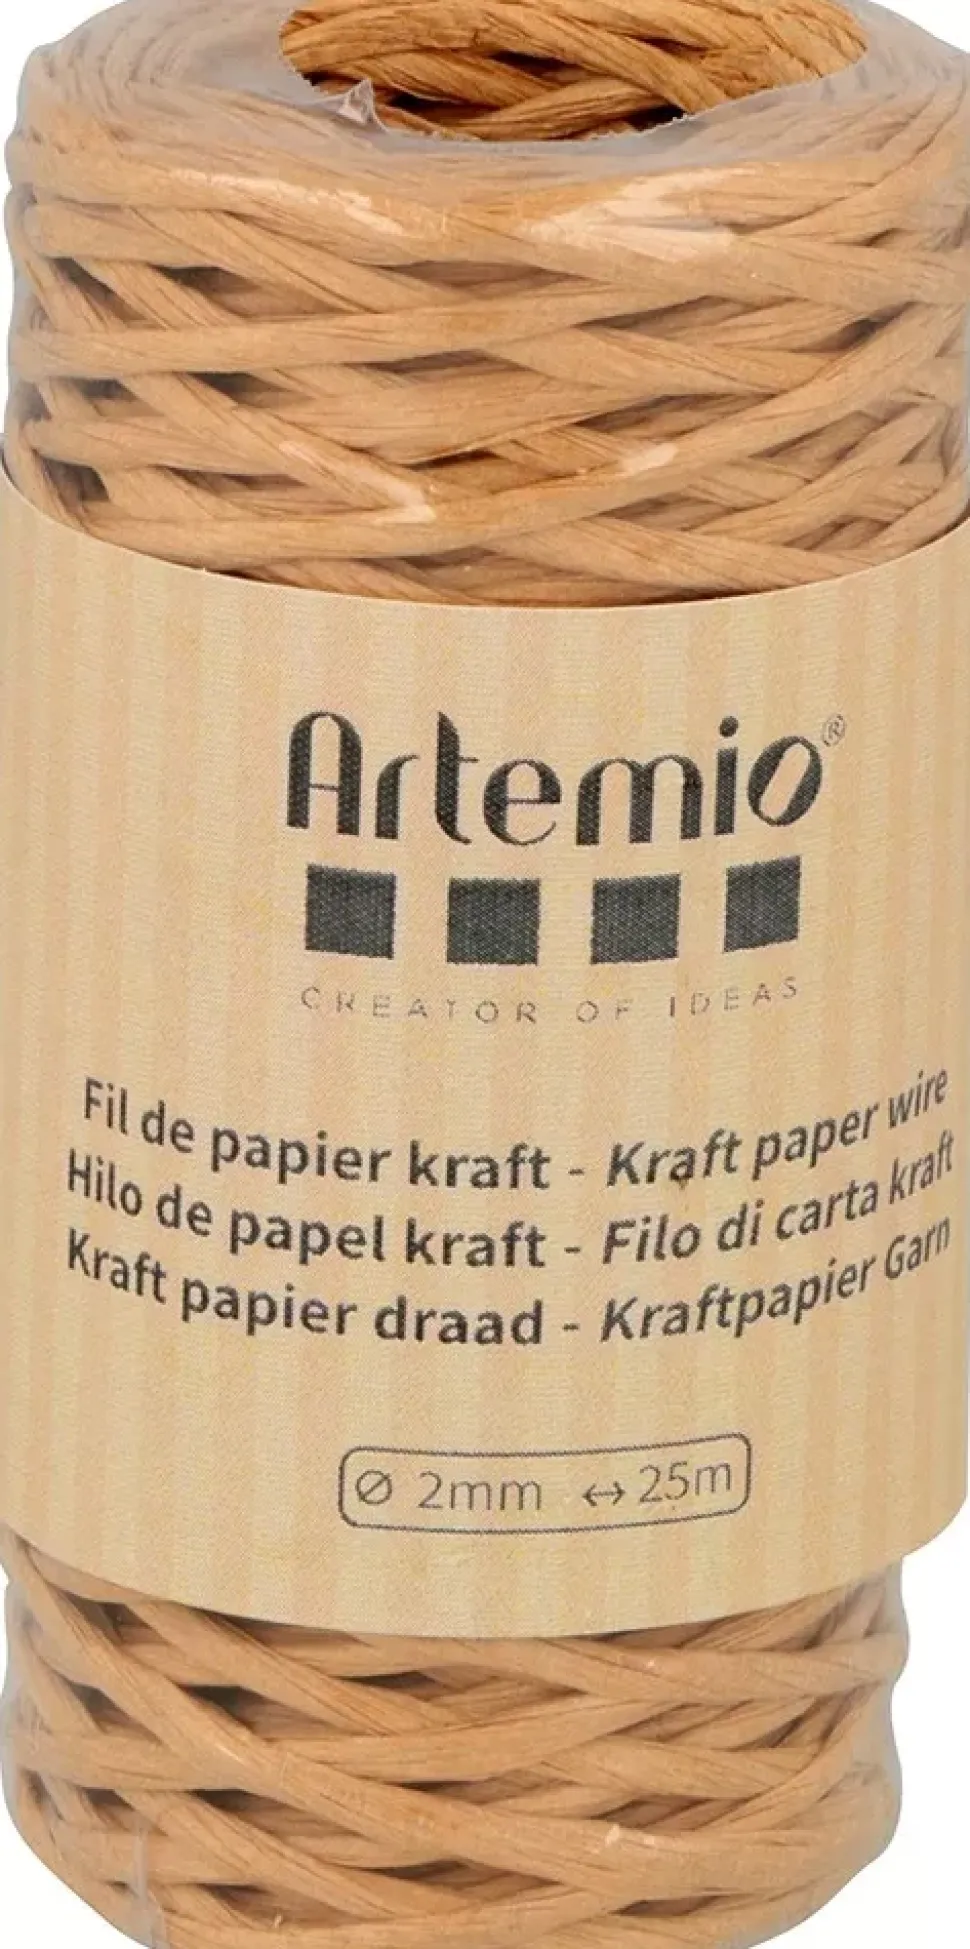 Artemio®
CREATOR OF IDEAS
Fil de papier kraft - Kraft paper wire
Hilo de papel kraft - Filo di carta kraft
Kraft papier draad - Kraftpapier Garn
Ø 2mm ↔ 25m